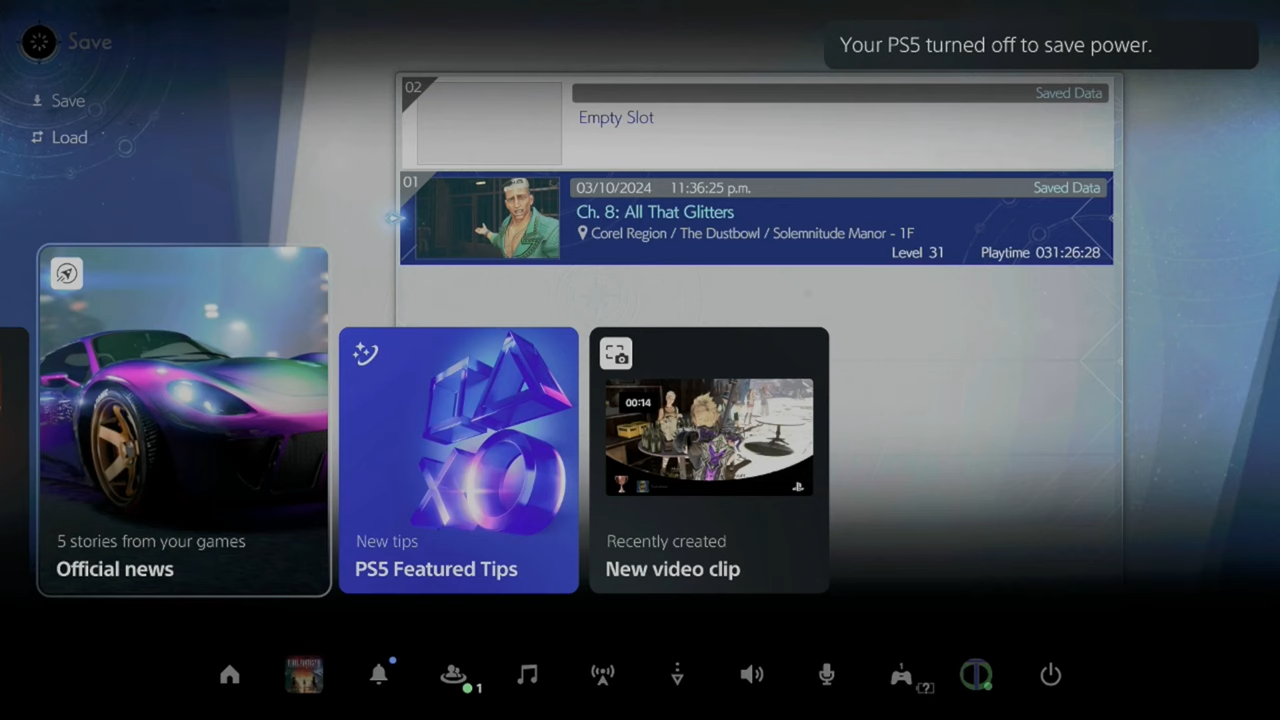 Save
Your PS5 turned off to save power.
Save
Load
02
Saved Data
Empty Slot
01
03/10/2024 11:36:25 p.m.
Saved Data
Ch. 8: All That Glitters
Corel Region / The Dustbowl / Solemnitude Manor - 1F
Level 31 Playtime 031:26:28
5 stories from your games
Official news
New tips
PS5 Featured Tips
00:14
Recently created
New video clip
1
1
(?)